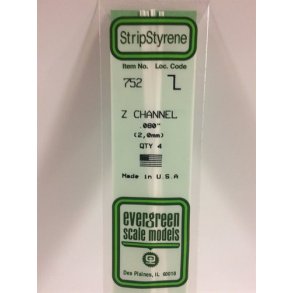 StripStyrene
Item No. Loc. Code
752
Z CHANNEL
.080"
(2,0mm)
QTY 4
Made in U.S.A
evergreen
scale models
Des Plaines, IL 60018